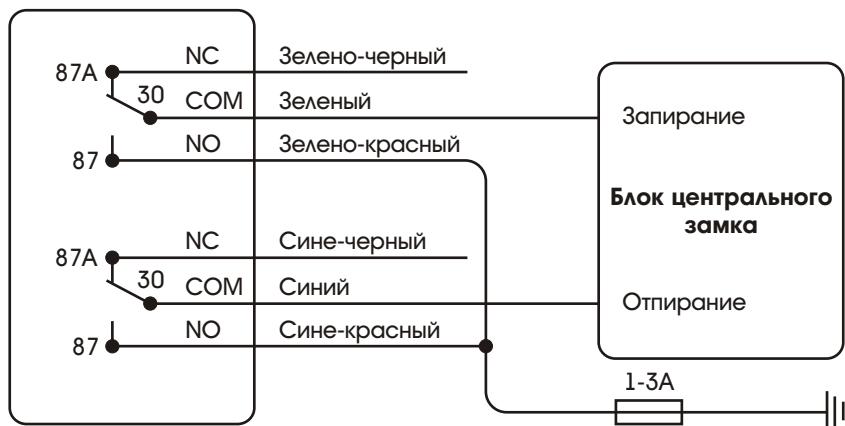 87A NC Зелено-черный
30 COM Зеленый
87 NO Зелено-красный
87A NC Сине-черный
30 COM Синий
87 NO Сине-красный
Запирание
Блок центрального
замка
Отпирание
1-3А